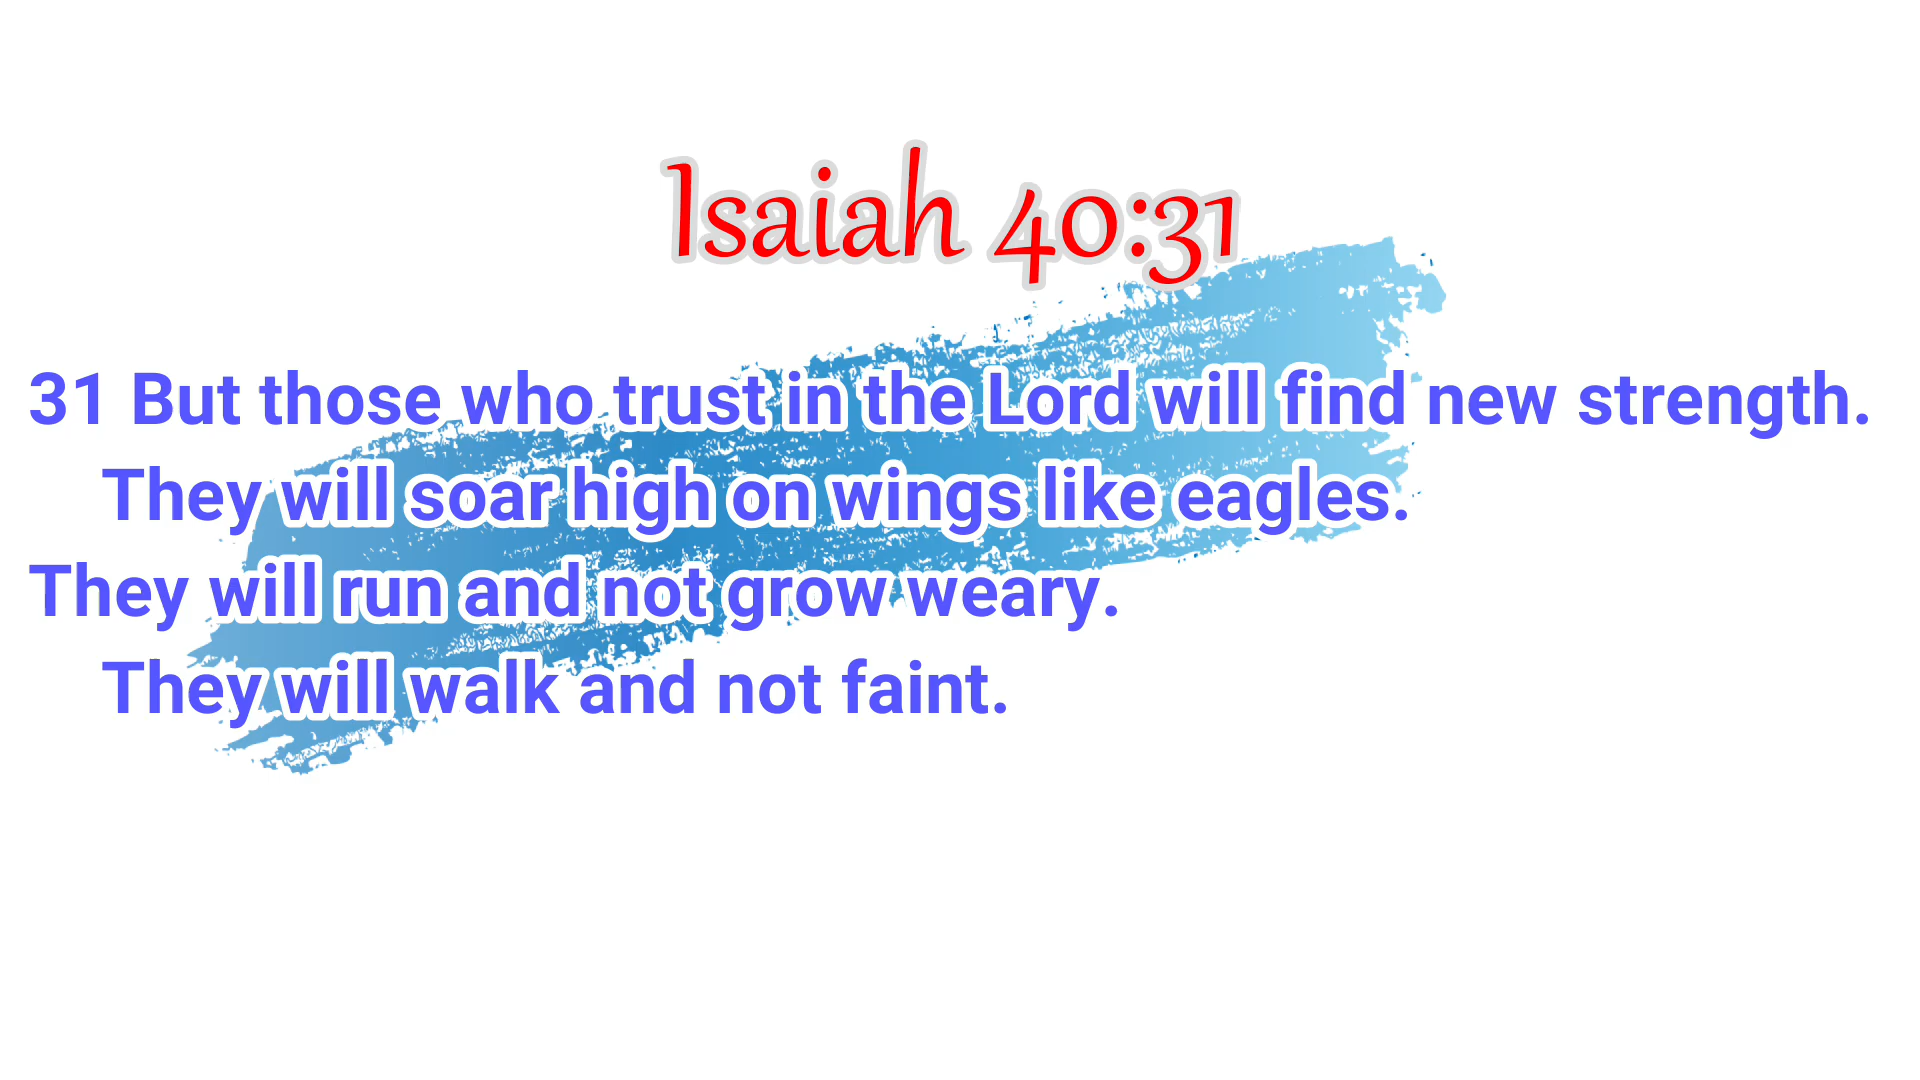 Isaiah 40:31
31 But those who trust in the Lord will find new strength.
They will soar high on wings like eagles.
They will run and not grow weary.
They will walk and not faint.